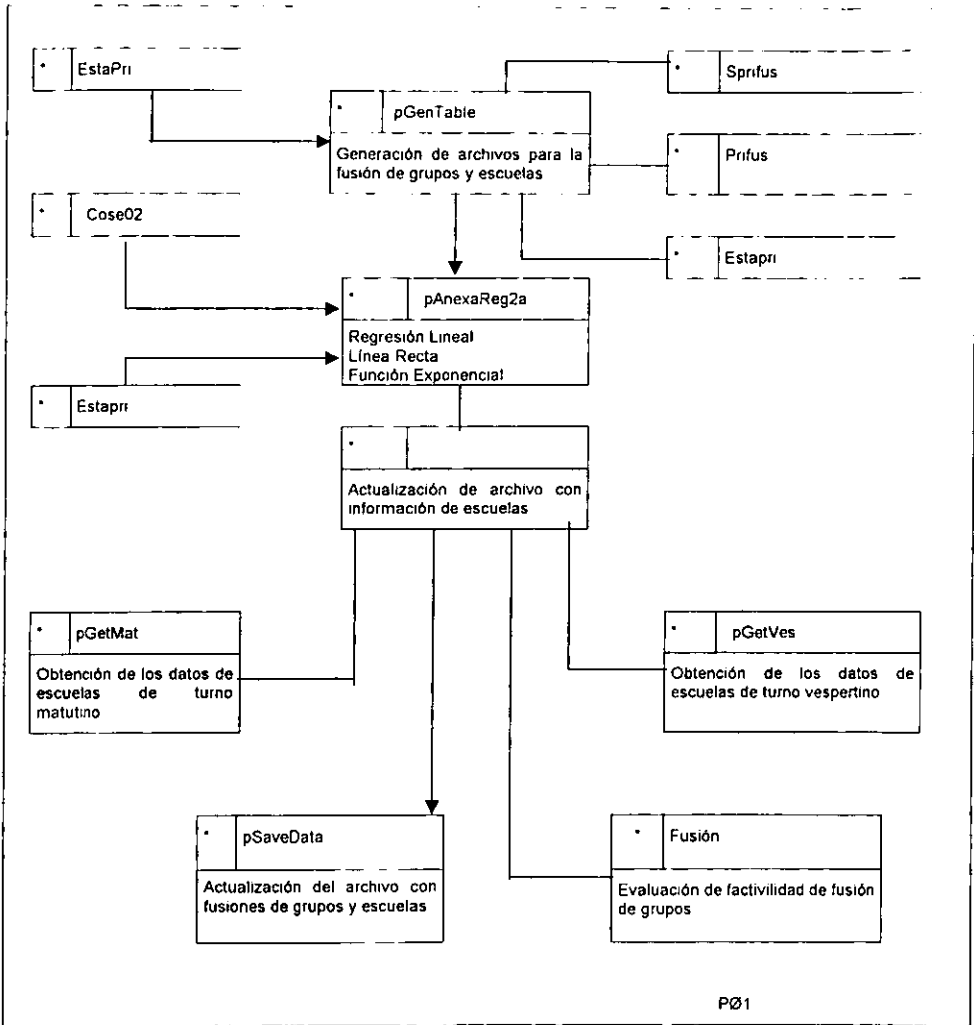 * EstaPri
* Sprifus
* pGenTable
Generación de archivos para la
fusión de grupos y escuelas
* Prifus
* Cose02
* Estapri
* pAnexaReg2a
Regresión Lineal
Línea Recta
Función Exponencial
* Estapri
*
Actualización de archivo con
información de escuelas
* pGetMat
Obtención de los datos de
escuelas de turno
matutino
* pGetVes
Obtención de los datos de
escuelas de turno vespertino
* pSaveData
Actualización del archivo con
fusiones de grupos y escuelas
* Fusión
Evaluación de factivilidad de fusión
de grupos
PØ1